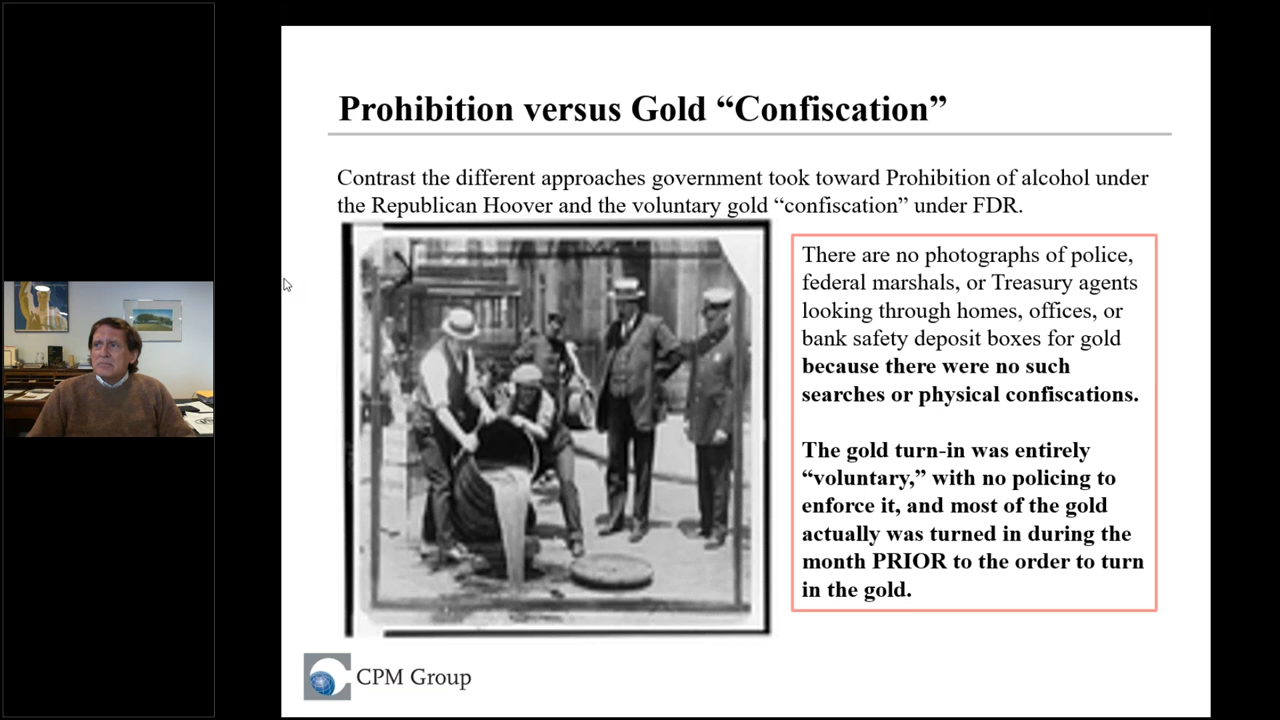 Prohibition versus Gold “Confiscation”
Contrast the different approaches government took toward Prohibition of alcohol under
the Republican Hoover and the voluntary gold “confiscation” under FDR.
There are no photographs of police,
federal marshals, or Treasury agents
looking through homes, offices, or
bank safety deposit boxes for gold
because there were no such
searches or physical confiscations.
The gold turn-in was entirely
“voluntary,” with no policing to
enforce it, and most of the gold
actually was turned in during the
month PRIOR to the order to turn
in the gold.
CPM Group